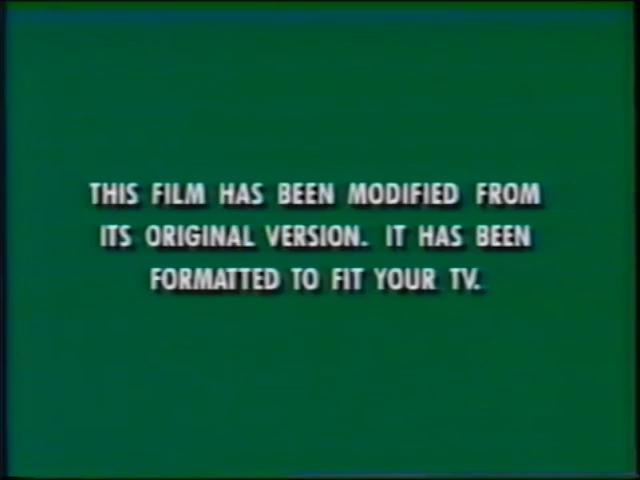 THIS FILM HAS BEEN MODIFIED FROM
ITS ORIGINAL VERSION. IT HAS BEEN
FORMATTED TO FIT YOUR TV.